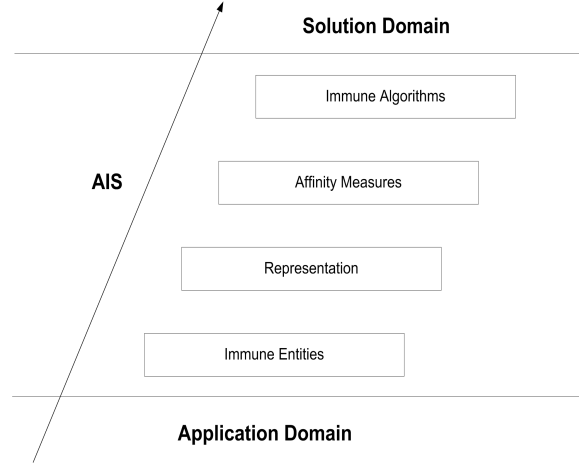 Solution Domain
Immune Algorithms
AIS
Affinity Measures
Representation
Immune Entities
Application Domain